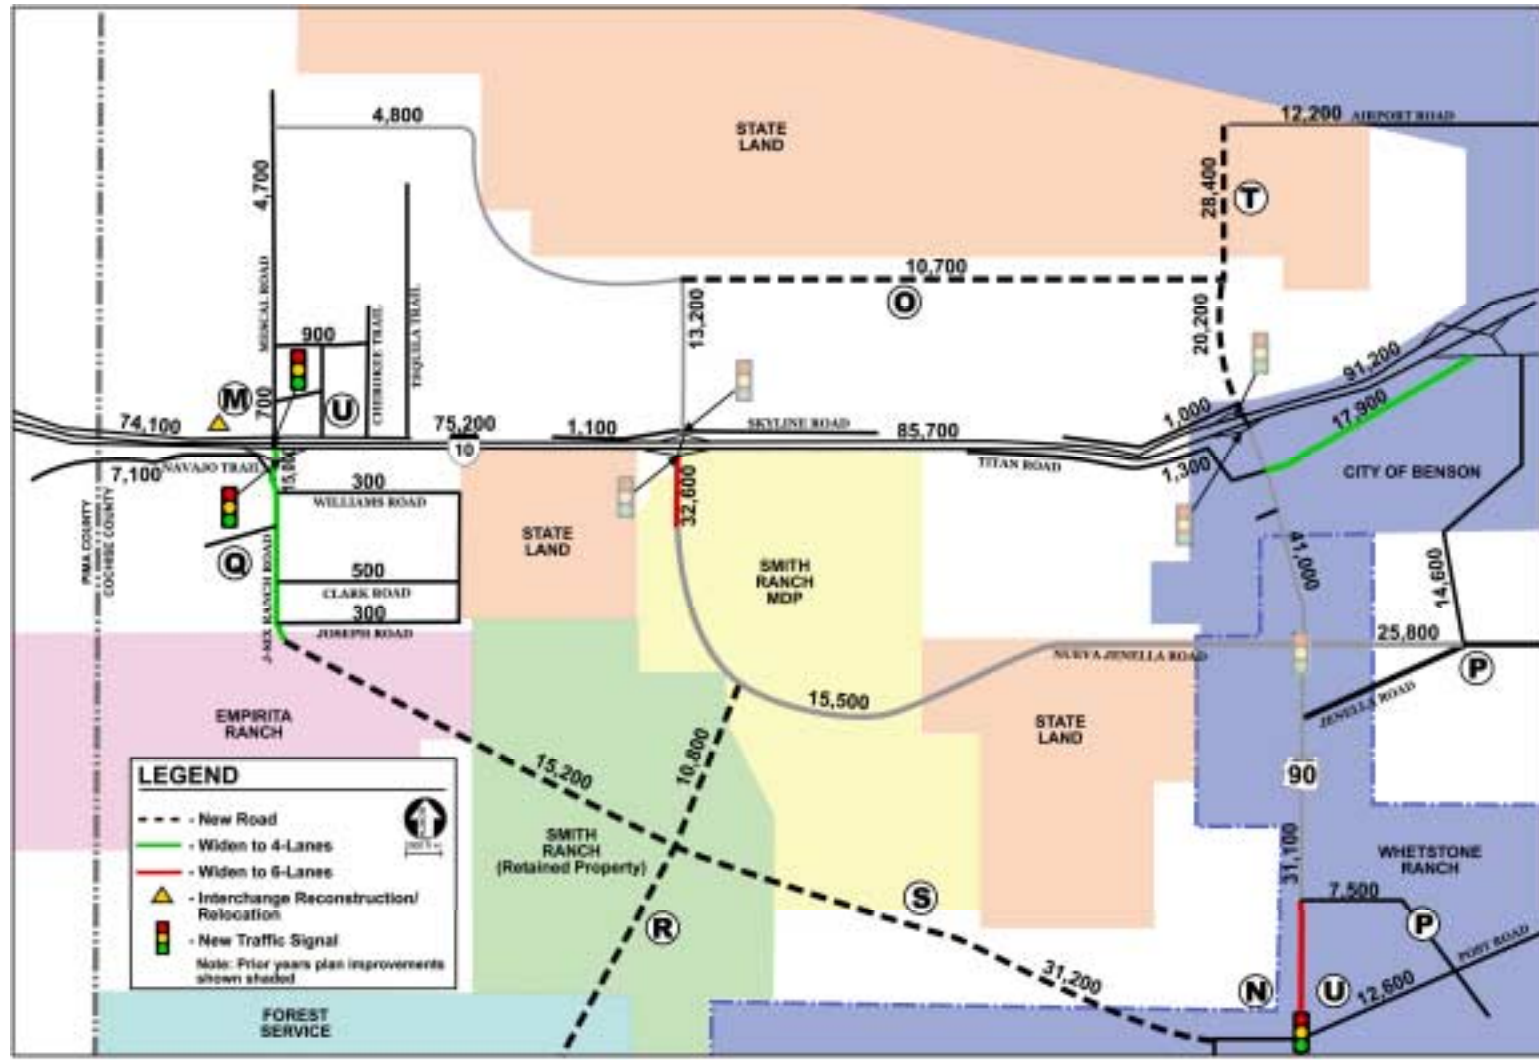 4,800
STATE
LAND
12,200
AIRPORT ROAD
4,700
28,400
T
MESCAL ROAD
CHEROKEE TRAIL
TEQUILA TRAIL
10,700
O
13,200
20,200
900
M
700
U
91,200
17,900
74,100
75,200
10
1,100
SKYLINE ROAD
85,700
1,000
7,100
NAVAJO TRAIL
TITAN ROAD
1,300
CITY OF BENSON
300
WILLIAMS ROAD
32,600
STATE
LAND
PIMA COUNTY
COCHISE COUNTY
Q
J-SIX RANCH ROAD
500
CLARK ROAD
300
JOSEPH ROAD
SMITH
RANCH
MDP
41,000
14,600
25,800
NUEVA JENELLA ROAD
P
JENELLA ROAD
EMPIRITA
RANCH
15,500
STATE
LAND
15,200
10,800
90
31,100
LEGEND
- New Road
- Widen to 4-Lanes
- Widen to 6-Lanes
- Interchange Reconstruction/
Relocation
- New Traffic Signal
Note: Prior years plan improvements
shown shaded
SMITH
RANCH
(Retained Property)
WHETSTONE
RANCH
7,500
S
R
P
POST ROAD
31,200
N
U
12,600
FOREST
SERVICE